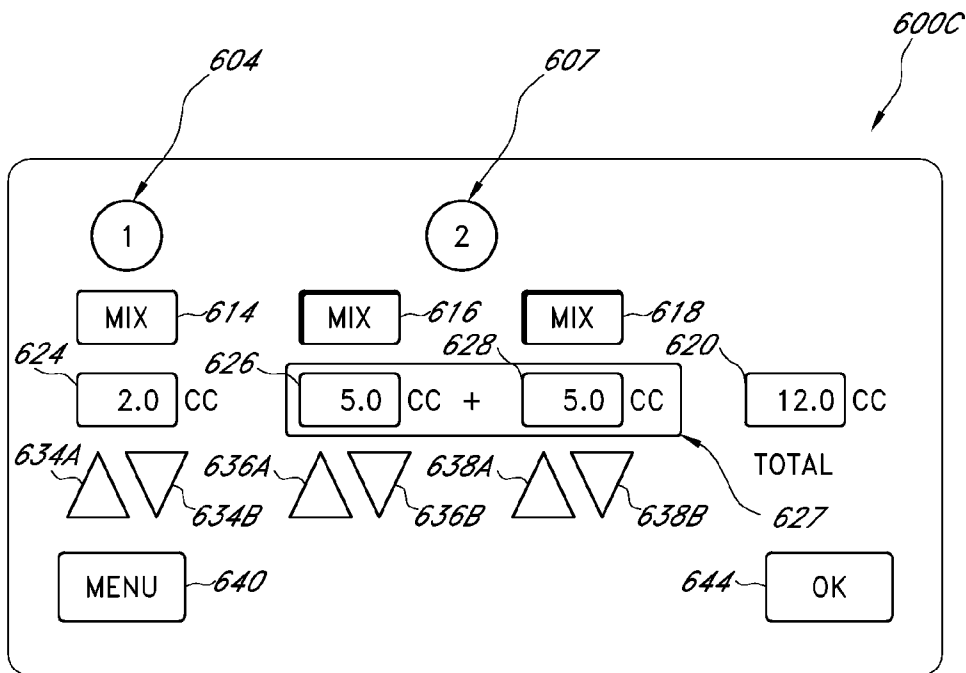 600C
604 607
1 2
MIX 614 MIX 616 MIX 618
624 626 628 620
2.0 CC 5.0 CC + 5.0 CC 12.0 CC
634A 634B 636A 636B 638A 638B TOTAL
627
MENU 640 644 OK